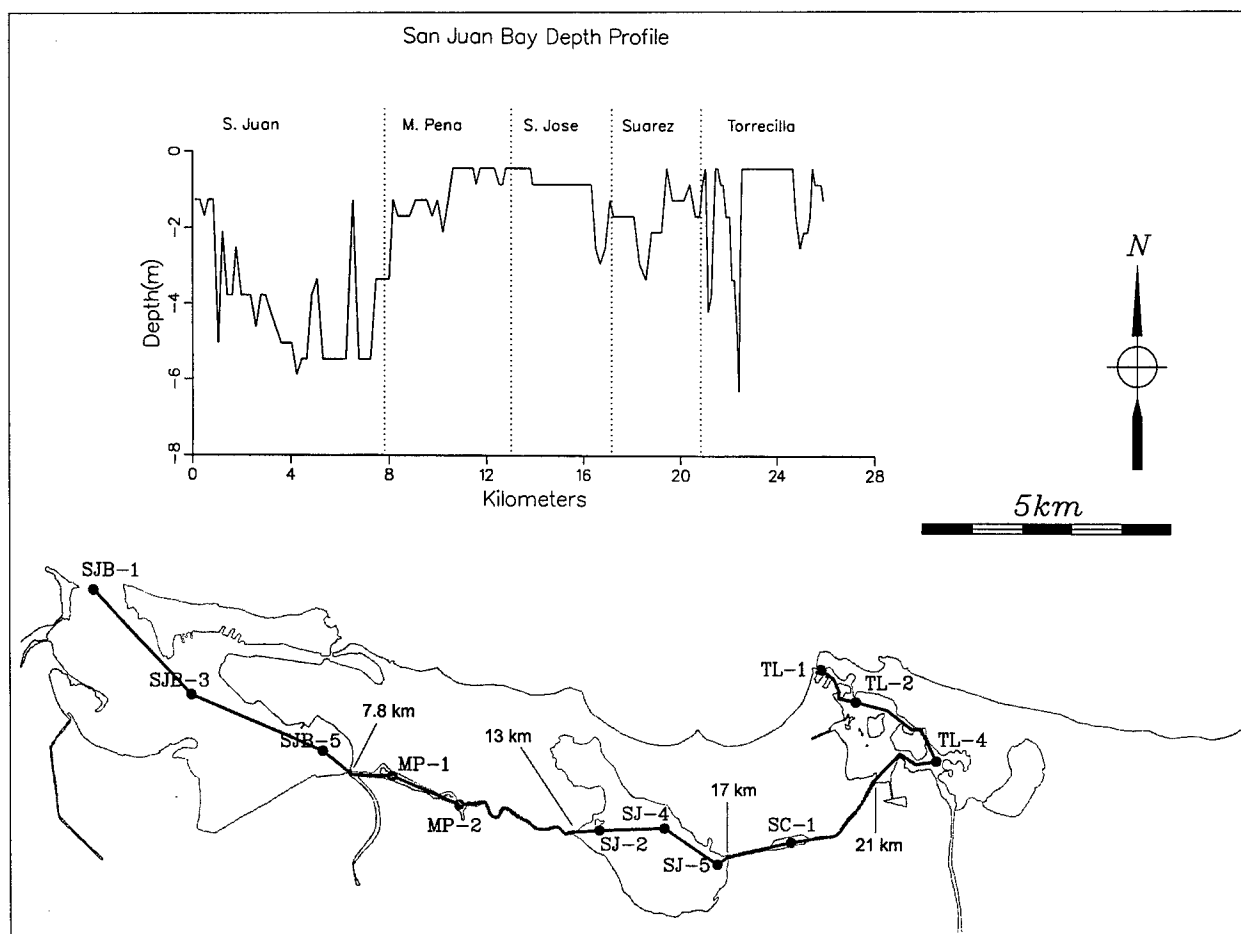 San Juan Bay Depth Profile
S. Juan
M. Pena
S. Jose
Suarez
Torrecilla
0
-2
-4
-6
-8
Depth(m)
0
4
8
12
16
20
24
28
Kilometers
N
5km
SJB-1
SJB-3
SJB-5
7.8 km
MP-1
MP-2
13 km
SJ-4
SJ-2
SJ-5
17 km
SC-1
21 km
TL-1
TL-2
TL-4